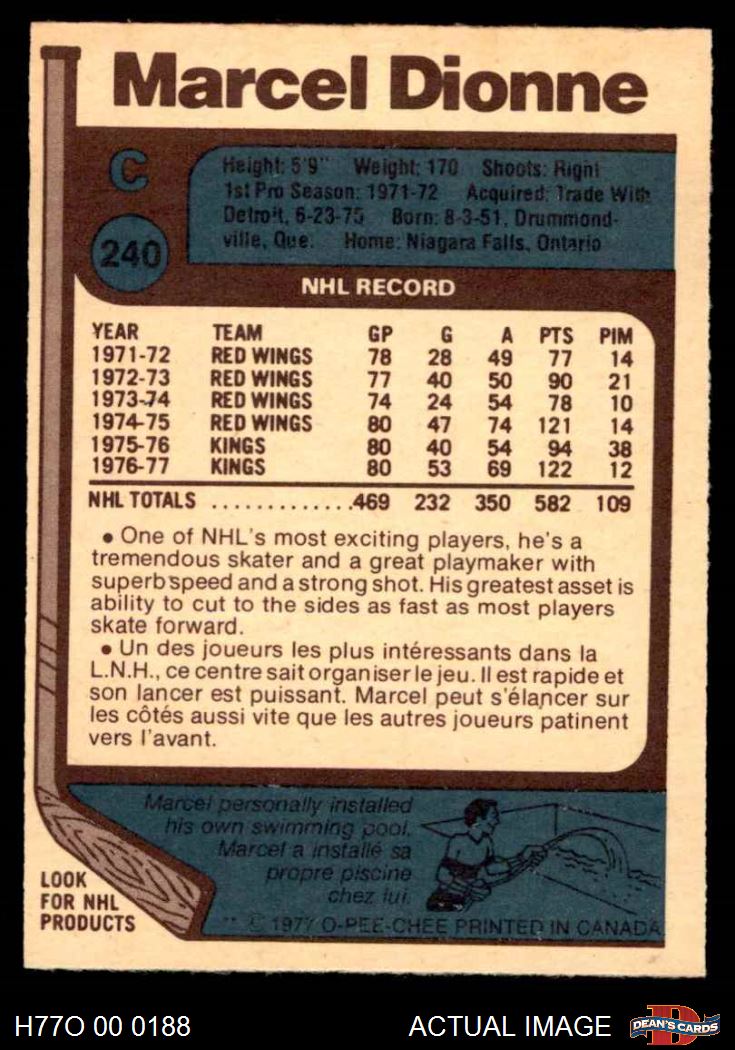 Marcel Dionne
C
Height: 5'9" Weight: 170 Shoots: Right
1st Pro Season: 1971-72 Acquired: Trade With
Detroit, 6-23-75 Born: 8-3-51, Drummond-
ville, Que. Home: Niagara Falls, Ontario
240
NHL RECORD
YEAR TEAM GP G A PTS PIM
1971-72 RED WINGS 78 28 49 77 14
1972-73 RED WINGS 77 40 50 90 21
1973-74 RED WINGS 74 24 54 78 10
1974-75 RED WINGS 80 47 74 121 14
1975-76 KINGS 80 40 54 94 38
1976-77 KINGS 80 53 69 122 12
NHL TOTALS .............469 232 350 582 109
• One of NHL's most exciting players, he's a
tremendous skater and a great playmaker with
superb speed and a strong shot. His greatest asset is
ability to cut to the sides as fast as most players
skate forward.
• Un des joueurs les plus intéressants dans la
L.N.H., ce centre sait organiser le jeu. Il est rapide et
son lancer est puissant. Marcel peut s'élancer sur
les côtés aussi vite que les autres joueurs patinent
vers l'avant.
Marcel personally installed
his own swimming pool.
Marcel a installé sa
propre piscine
chez lui.
LOOK
FOR NHL
PRODUCTS
** © 1977 O-PEE-CHEE PRINTED IN CANADA
H77O 00 0188
ACTUAL IMAGE
D
DEAN'S CARDS